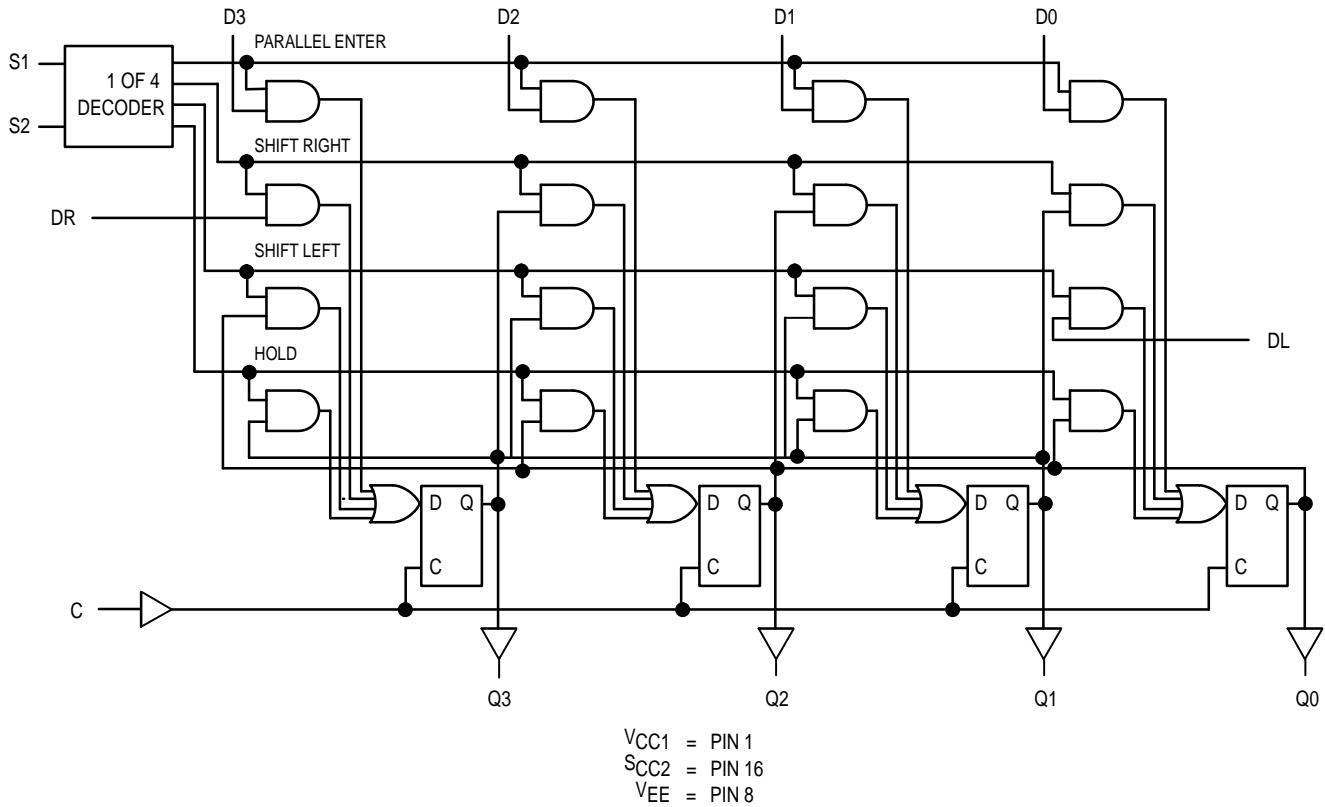 D3 D2 D1 D0
PARALLEL ENTER
S1
1 OF 4
DECODER
S2
SHIFT RIGHT
DR
SHIFT LEFT
DL
HOLD
D Q D Q D Q D Q
C C C C
C
Q3 Q2 Q1 Q0
VCC1 = PIN 1
SCC2 = PIN 16
VEE = PIN 8